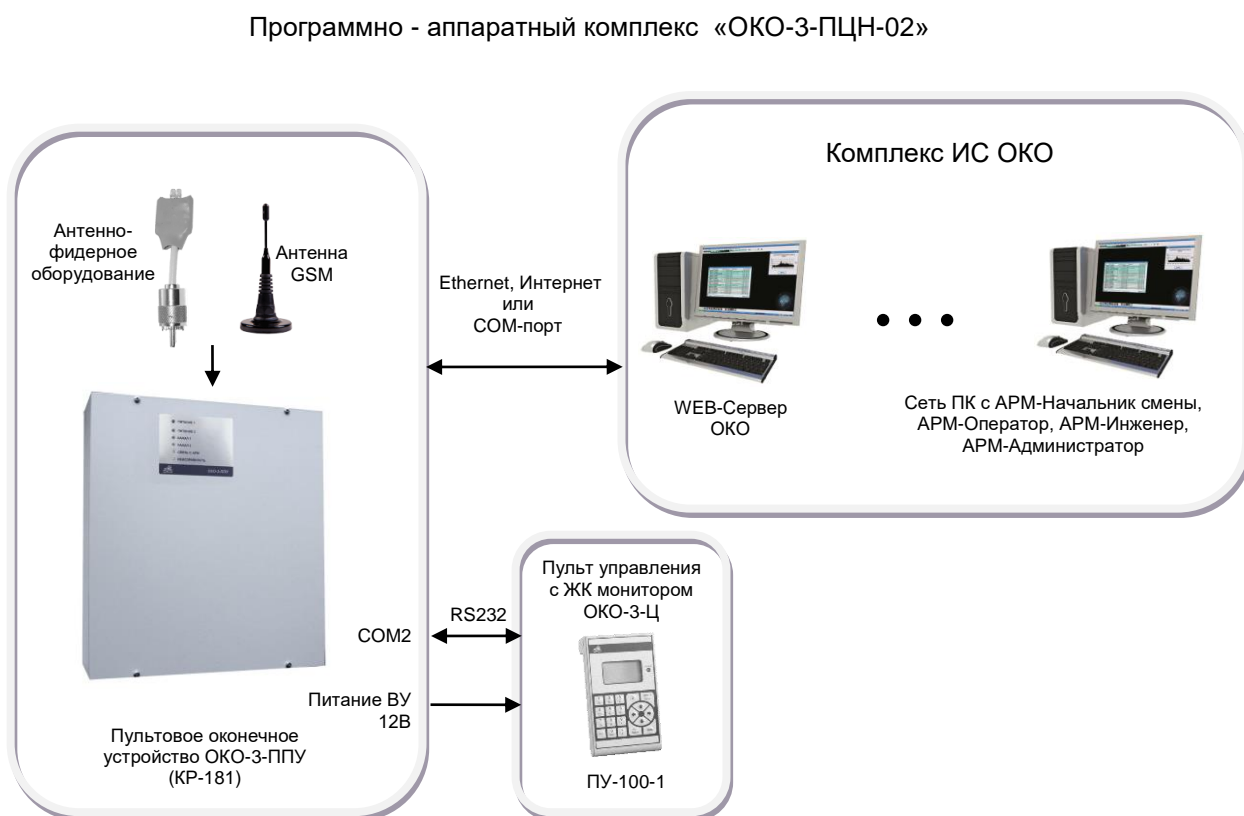 Программно - аппаратный комплекс «ОКО-3-ПЦН-02»
Комплекс ИС ОКО
Антенно-
фидерное
оборудование
Антенна
GSM
Ethernet, Интернет
или
COM-порт
WEB-Сервер
ОКО
Сеть ПК с АРМ-Начальник смены,
АРМ-Оператор, АРМ-Инженер,
АРМ-Администратор
COM2
RS232
Питание ВУ
12В
Пультовое оконечное
устройство ОКО-3-ППУ
(КР-181)
Пульт управления
с ЖК монитором
ОКО-3-Ц
ПУ-100-1